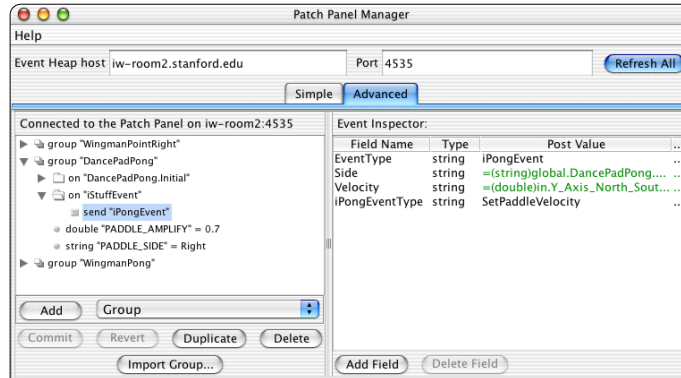 Patch Panel Manager
Help
Event Heap host iw-room2.stanford.edu Port 4535 Refresh All
Simple Advanced
Connected to the Patch Panel on iw-room2:4535
group "WingmanPointRight"
group "DancePadPong"
on "DancePadPong.Initial"
on "iStuffEvent"
send "iPongEvent"
double "PADDLE_AMPLIFY" = 0.7
string "PADDLE_SIDE" = Right
group "WingmanPong"
Add Group
Commit Revert Duplicate Delete
Import Group...
Event Inspector:
Field Name Type Post Value ...
EventType string iPongEvent ...
Side string =(string)global.DancePadPong.... ...
Velocity string =(double)in.Y_Axis_North_Sout... ...
iPongEventType string SetPaddleVelocity ...
Add Field Delete Field